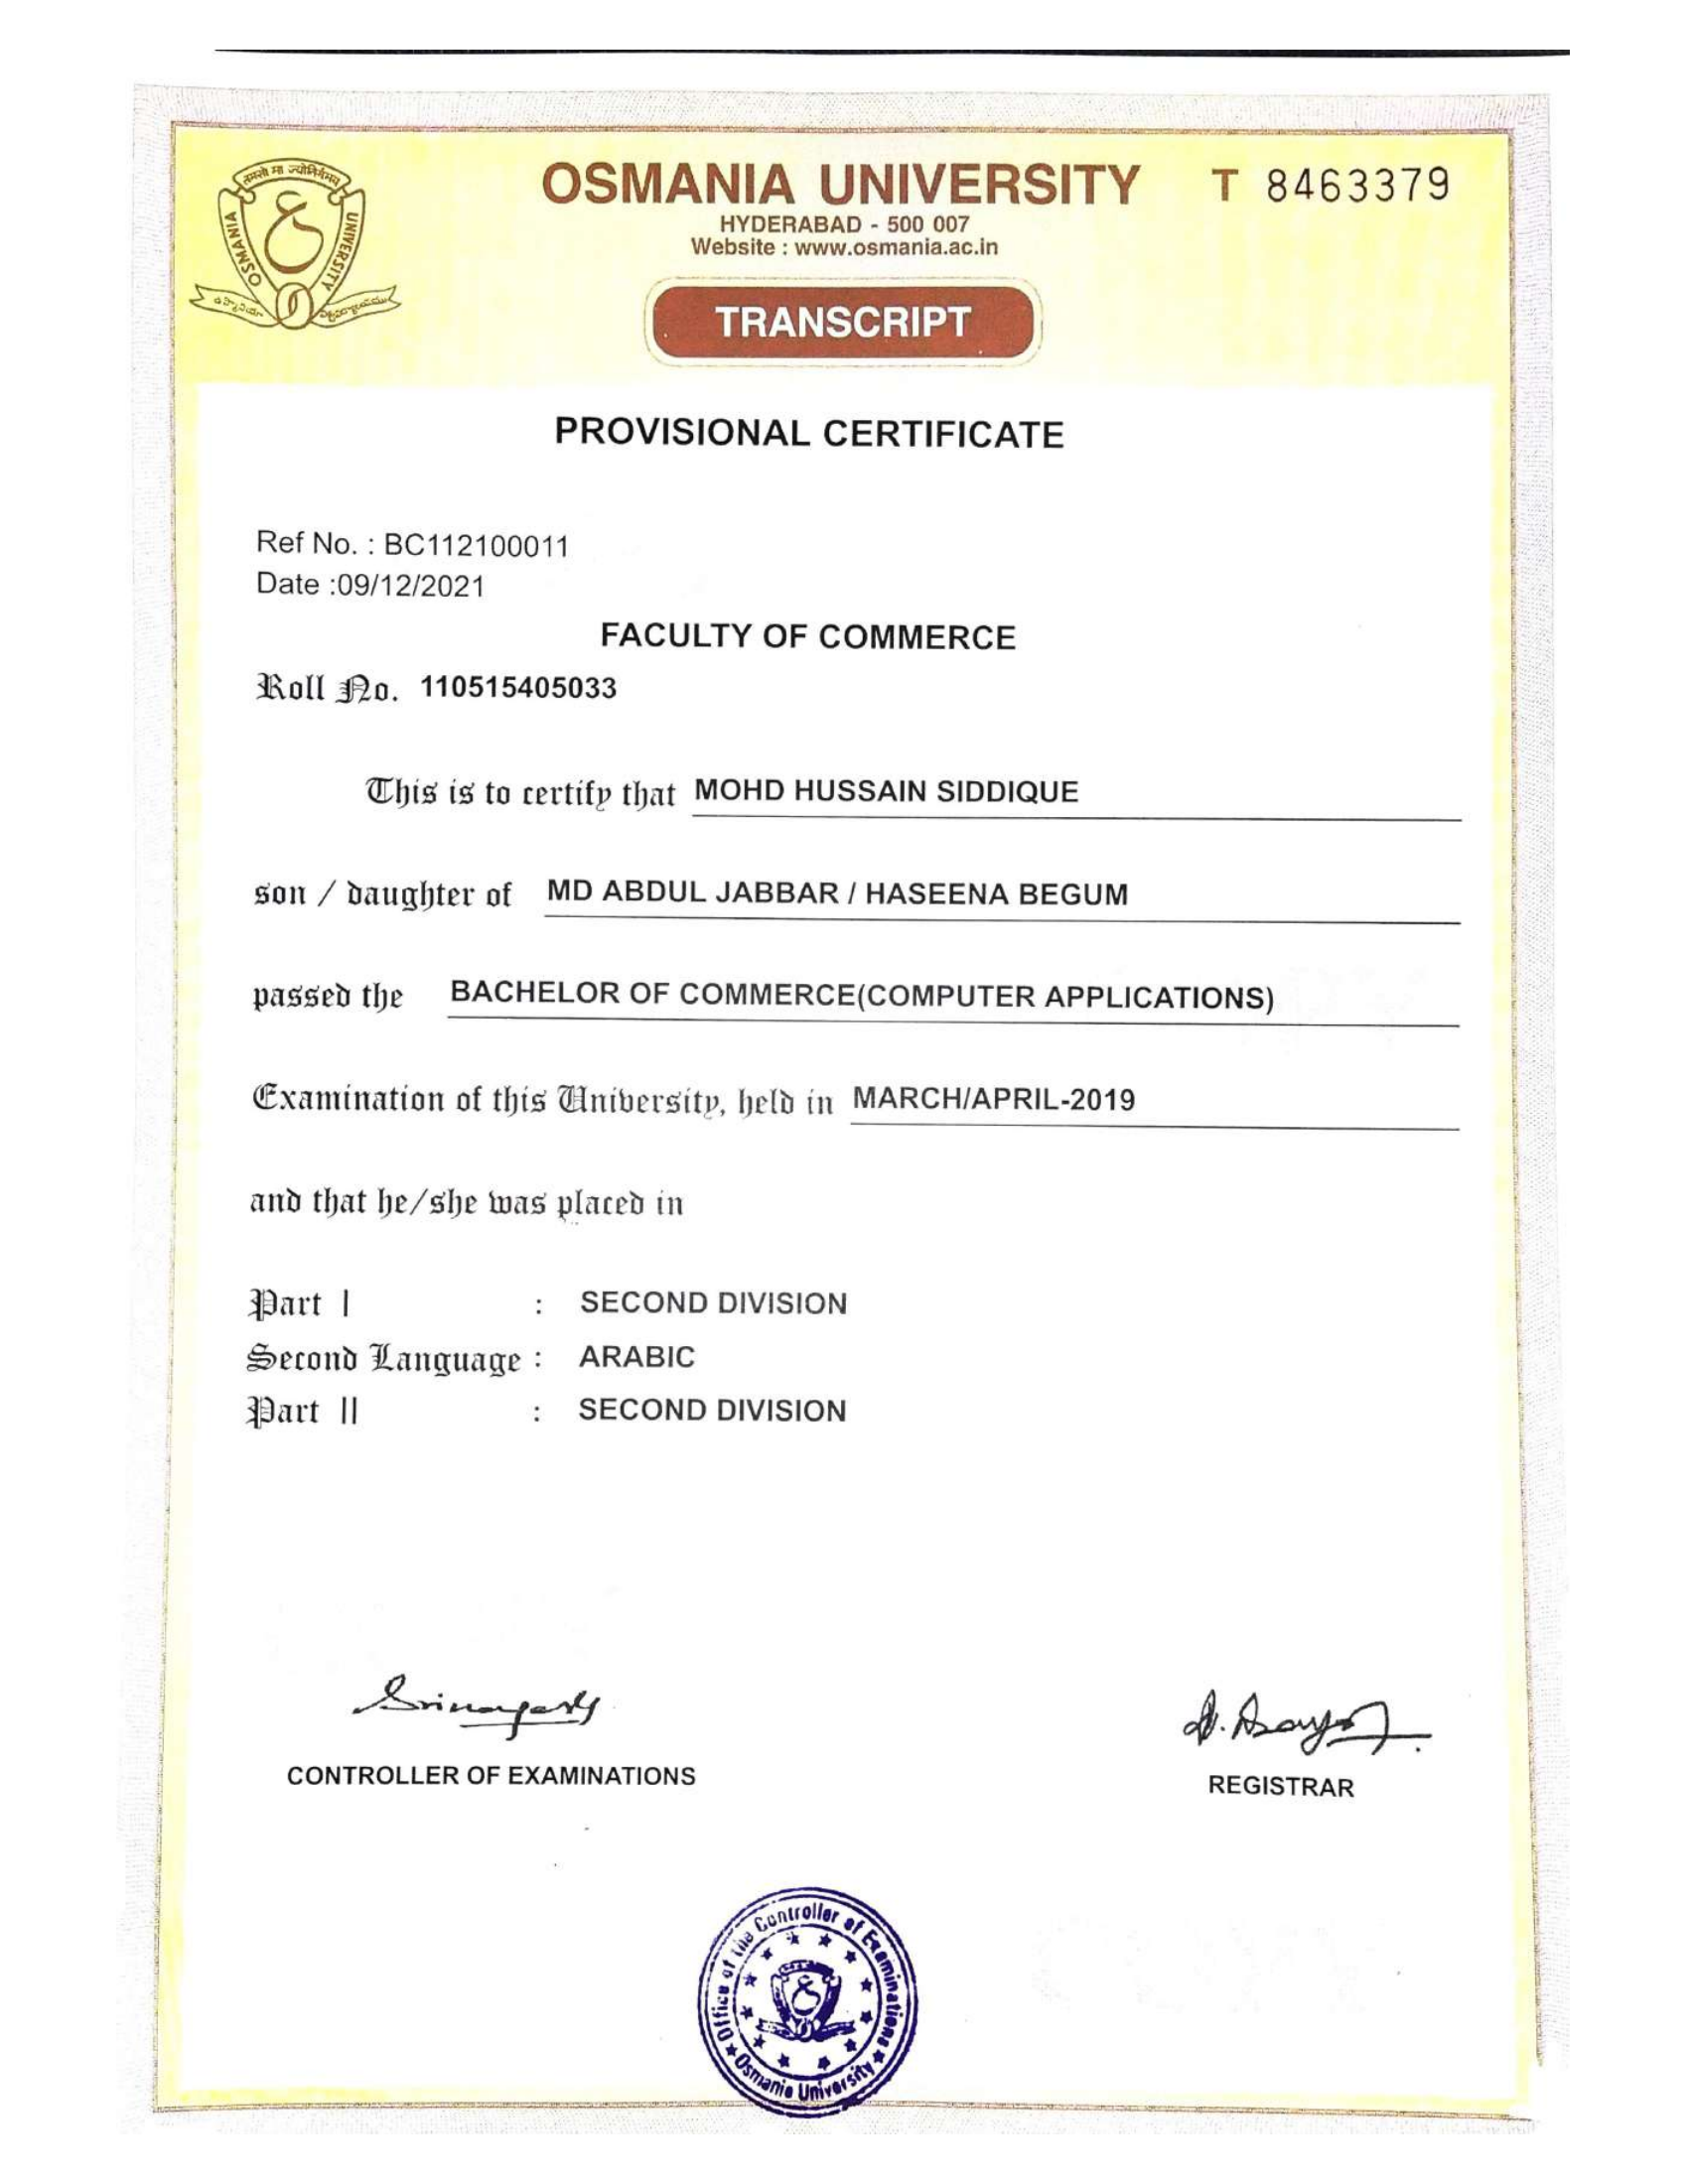 तमसो मा ज्योतिर्गमय
OSMANIA UNIVERSITY
OSMANIA UNIVERSITY T 8463379
HYDERABAD - 500 007
Website : www.osmania.ac.in
TRANSCRIPT
PROVISIONAL CERTIFICATE
Ref No. : BC112100011
Date :09/12/2021
FACULTY OF COMMERCE
Roll No. 110515405033
This is to certify that MOHD HUSSAIN SIDDIQUE
son / daughter of MD ABDUL JABBAR / HASEENA BEGUM
passed the BACHELOR OF COMMERCE(COMPUTER APPLICATIONS)
Examination of this University, held in MARCH/APRIL-2019
and that he/she was placed in
Part I : SECOND DIVISION
Second Language : ARABIC
Part II : SECOND DIVISION
CONTROLLER OF EXAMINATIONS
REGISTRAR
Office of the Controller of Examinations
Osmania University